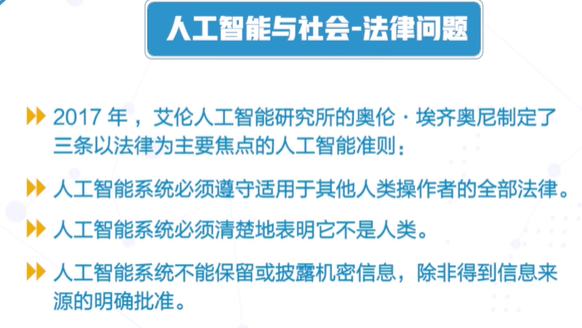 人工智能与社会-法律问题
2017 年，艾伦人工智能研究所的奥伦·埃齐奥尼制定了
三条以法律为主要焦点的人工智能准则：
人工智能系统必须遵守适用于其他人类操作者的全部法律。
人工智能系统必须清楚地表明它不是人类。
人工智能系统不能保留或披露机密信息，除非得到信息来
源的明确批准。